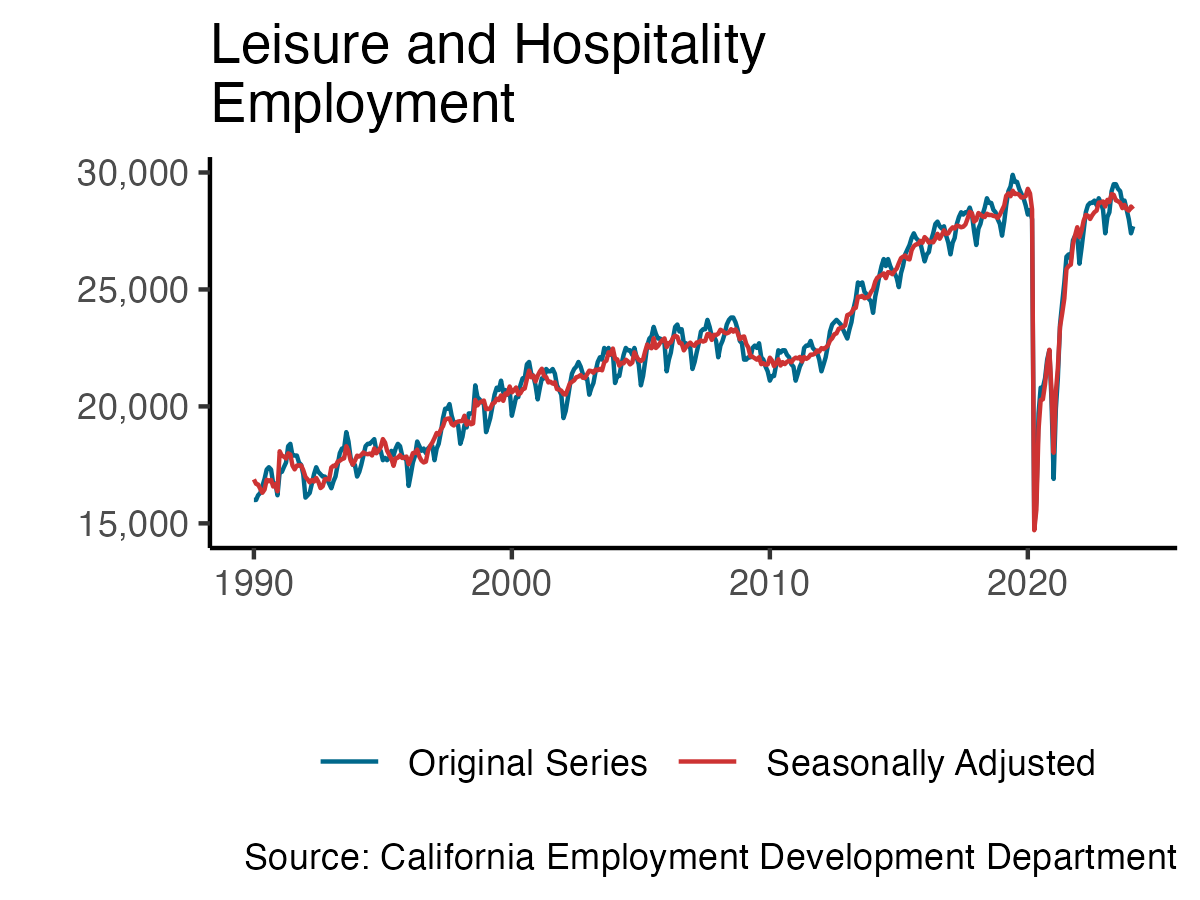 Leisure and Hospitality
Employment
30,000
25,000
20,000
15,000
1990 2000 2010 2020
Original Series Seasonally Adjusted
Source: California Employment Development Department